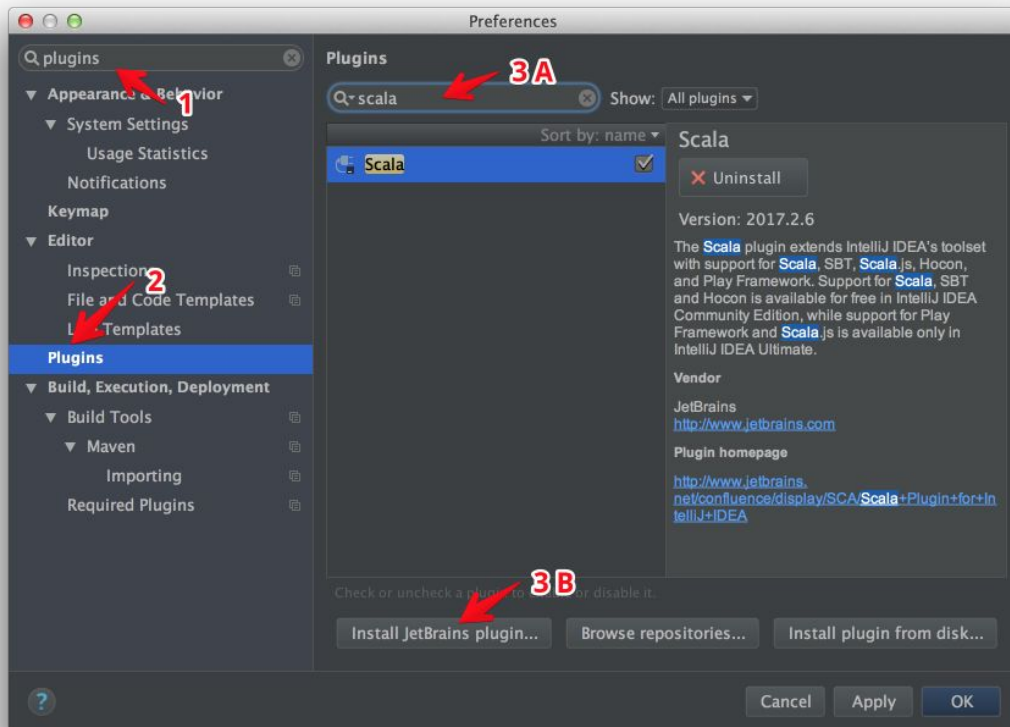 Preferences
plugins
1
Appearance & Behavior
System Settings
Usage Statistics
Notifications
Keymap
Editor
Inspections
2
File and Code Templates
Live Templates
Plugins
Build, Execution, Deployment
Build Tools
Maven
Importing
Required Plugins
Plugins
3 A
scala
Show: All plugins
Sort by: name
Scala
Scala
Uninstall
Version: 2017.2.6
The Scala plugin extends IntelliJ IDEA's toolset
with support for Scala, SBT, Scala.js, Hocon,
and Play Framework. Support for Scala, SBT
and Hocon is available for free in IntelliJ IDEA
Community Edition, while support for Play
Framework and Scala.js is available only in
IntelliJ IDEA Ultimate.
Vendor
JetBrains
http://www.jetbrains.com
Plugin homepage
http://www.jetbrains.
net/confluence/display/SCA/Scala+Plugin+for+In
telliJ+IDEA
3 B
Check or uncheck a plugin to enable or disable it.
Install JetBrains plugin...
Browse repositories...
Install plugin from disk...
?
Cancel
Apply
OK